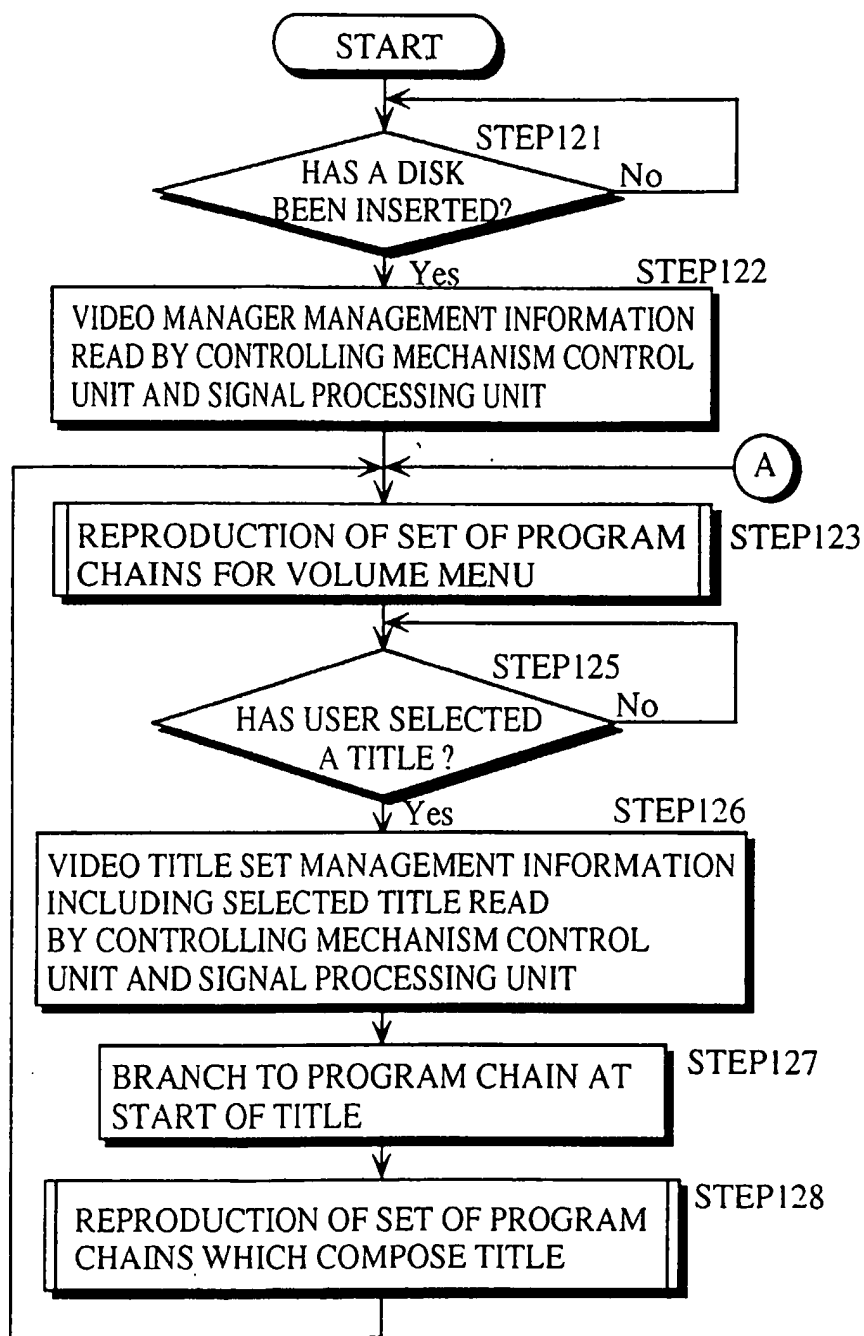 START
STEP121
HAS A DISK
BEEN INSERTED?
No
Yes
STEP122
VIDEO MANAGER MANAGEMENT INFORMATION
READ BY CONTROLLING MECHANISM CONTROL
UNIT AND SIGNAL PROCESSING UNIT
A
REPRODUCTION OF SET OF PROGRAM
CHAINS FOR VOLUME MENU
STEP123
STEP125
HAS USER SELECTED
A TITLE ?
No
Yes
STEP126
VIDEO TITLE SET MANAGEMENT INFORMATION
INCLUDING SELECTED TITLE READ
BY CONTROLLING MECHANISM CONTROL
UNIT AND SIGNAL PROCESSING UNIT
BRANCH TO PROGRAM CHAIN AT
START OF TITLE
STEP127
REPRODUCTION OF SET OF PROGRAM
CHAINS WHICH COMPOSE TITLE
STEP128